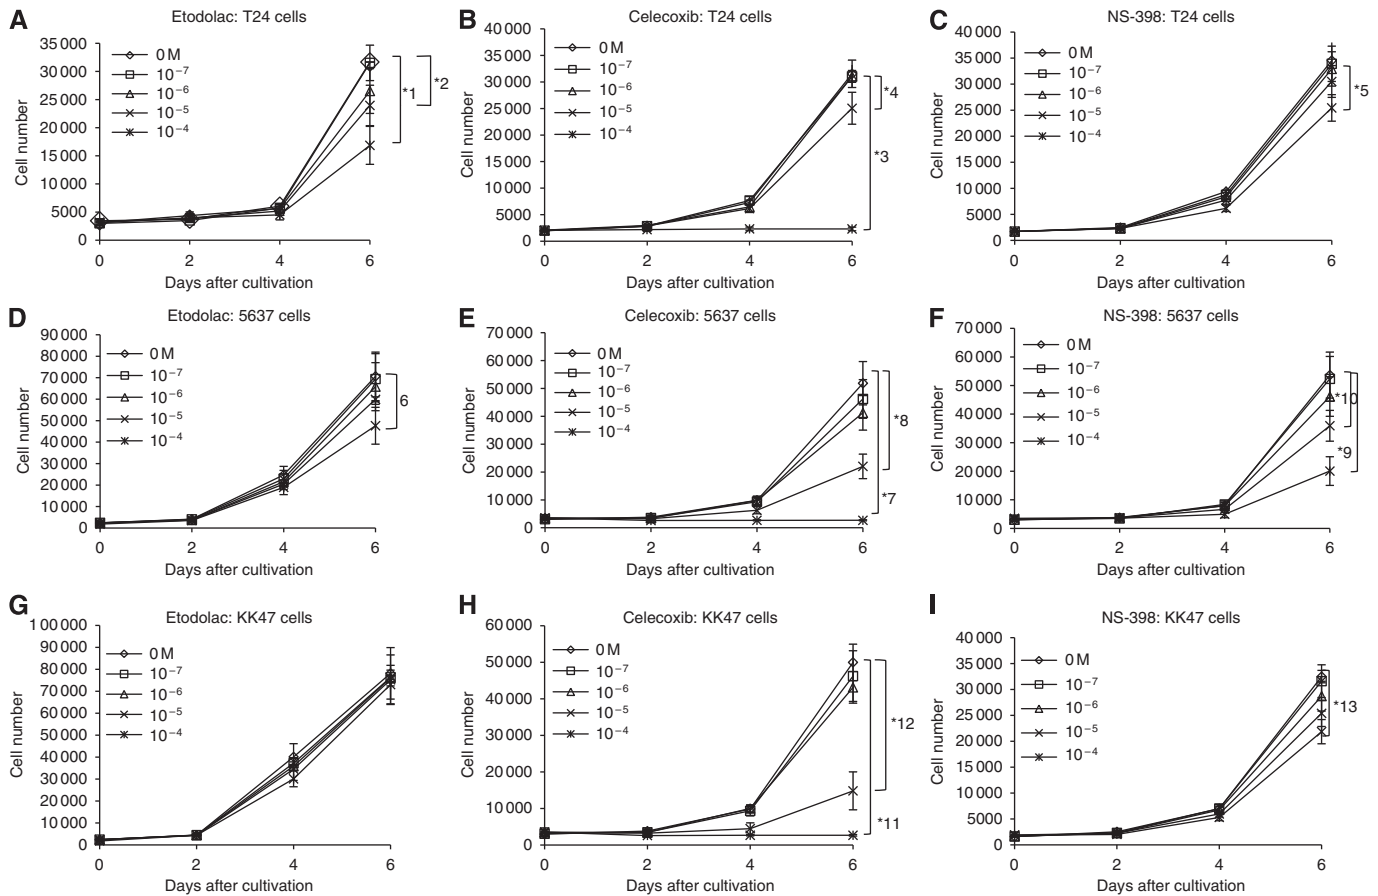 A
Etodolac: T24 cells
Cell number
35 000
30 000
25 000
20 000
15 000
10 000
5000
0
0 M
10⁻⁷
10⁻⁶
10⁻⁵
10⁻⁴
*1
*2
0 2 4 6
Days after cultivation
B
Celecoxib: T24 cells
Cell number
40 000
35 000
30 000
25 000
20 000
15 000
10 000
5000
0
0 M
10⁻⁷
10⁻⁶
10⁻⁵
10⁻⁴
*4
*3
0 2 4 6
Days after cultivation
C
NS-398: T24 cells
Cell number
40 000
35 000
30 000
25 000
20 000
15 000
10 000
5000
0
0 M
10⁻⁷
10⁻⁶
10⁻⁵
10⁻⁴
*5
0 2 4 6
Days after cultivation
D
Etodolac: 5637 cells
Cell number
90 000
80 000
70 000
60 000
50 000
40 000
30 000
20 000
10 000
0
0 M
10⁻⁷
10⁻⁶
10⁻⁵
10⁻⁴
6
0 2 4 6
Days after cultivation
E
Celecoxib: 5637 cells
Cell number
70 000
60 000
50 000
40 000
30 000
20 000
10 000
0
0 M
10⁻⁷
10⁻⁶
10⁻⁵
10⁻⁴
*8
*7
0 2 4 6
Days after cultivation
F
NS-398: 5637 cells
Cell number
70 000
60 000
50 000
40 000
30 000
20 000
10 000
0
0 M
10⁻⁷
10⁻⁶
10⁻⁵
10⁻⁴
*10
*9
0 2 4 6
Days after cultivation
G
Etodolac: KK47 cells
Cell number
100 000
90 000
80 000
70 000
60 000
50 000
40 000
30 000
20 000
10 000
0
0 M
10⁻⁷
10⁻⁶
10⁻⁵
10⁻⁴
0 2 4 6
Days after cultivation
H
Celecoxib: KK47 cells
Cell number
60 000
50 000
40 000
30 000
20 000
10 000
0
0 M
10⁻⁷
10⁻⁶
10⁻⁵
10⁻⁴
*12
*11
0 2 4 6
Days after cultivation
I
NS-398: KK47 cells
Cell number
40 000
35 000
30 000
25 000
20 000
15 000
10 000
5000
0
0 M
10⁻⁷
10⁻⁶
10⁻⁵
10⁻⁴
*13
0 2 4 6
Days after cultivation